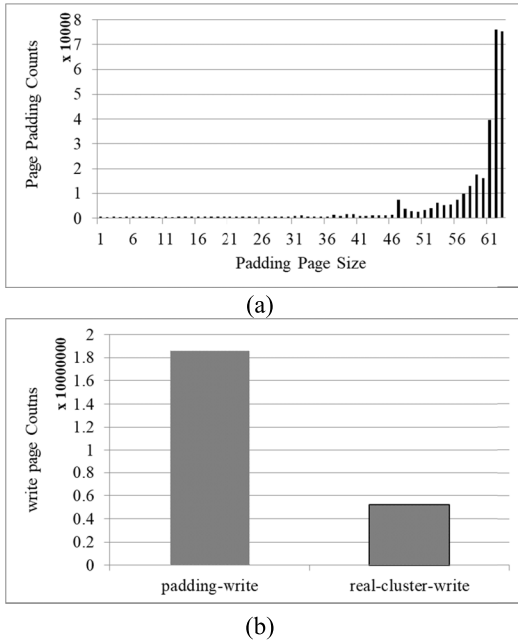 8
7
6
5
4
3
2
1
0
x 10000
Page Padding Counts
1 6 11 16 21 26 31 36 41 46 51 56 61
Padding Page Size
(a)
2
1.8
1.6
1.4
1.2
1
0.8
0.6
0.4
0.2
0
x 10000000
write page Coutns
padding-write real-cluster-write
(b)